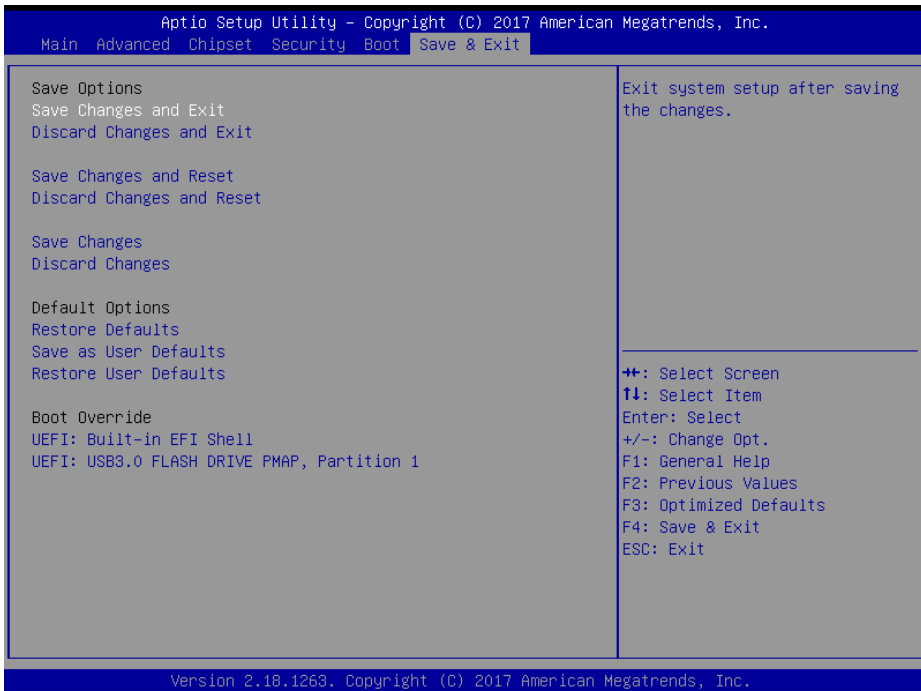 Aptio Setup Utility – Copyright (C) 2017 American Megatrends, Inc.
Main Advanced Chipset Security Boot Save & Exit
Save Options
Save Changes and Exit
Discard Changes and Exit
Save Changes and Reset
Discard Changes and Reset
Save Changes
Discard Changes
Default Options
Restore Defaults
Save as User Defaults
Restore User Defaults
Boot Override
UEFI: Built-in EFI Shell
UEFI: USB3.0 FLASH DRIVE PMAP, Partition 1
Exit system setup after saving
the changes.
→←: Select Screen
↑↓: Select Item
Enter: Select
+/-: Change Opt.
F1: General Help
F2: Previous Values
F3: Optimized Defaults
F4: Save & Exit
ESC: Exit
Version 2.18.1263. Copyright (C) 2017 American Megatrends, Inc.